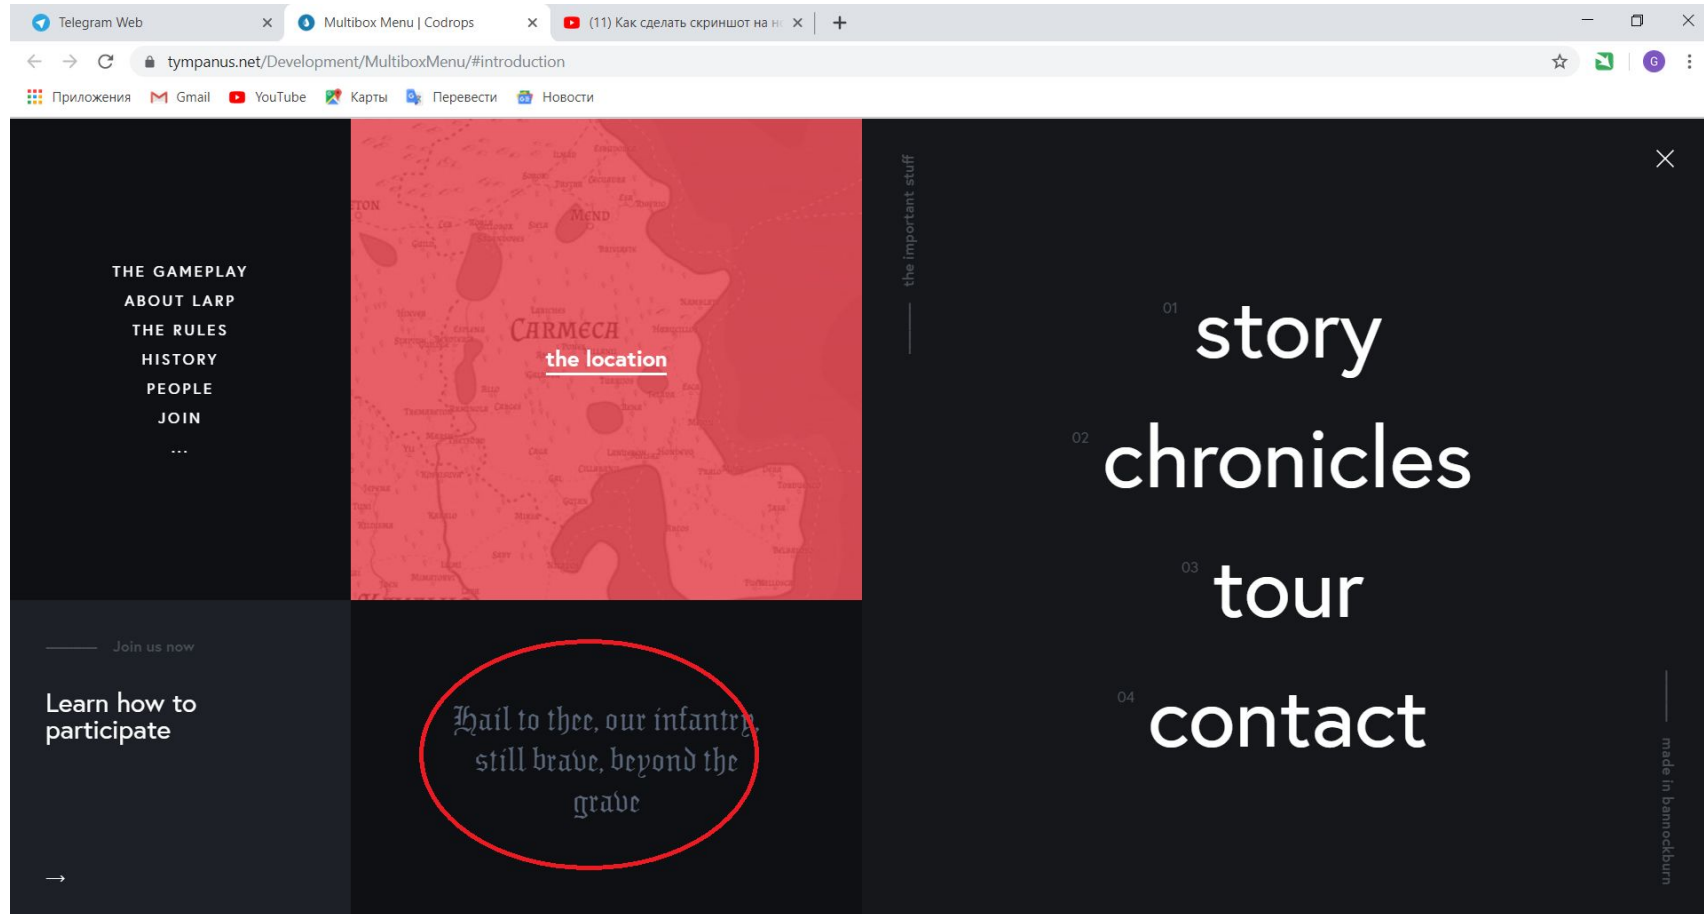 Telegram Web
Multibox Menu | Codrops
(11) Как сделать скриншот на
tympanus.net/Development/MultiboxMenu/#introduction
G
Приложения
Gmail
YouTube
Карты
Перевести
Новости
THE GAMEPLAY
ABOUT LARP
THE RULES
HISTORY
PEOPLE
JOIN
...
MEND
CARMECA
the location
the important stuff
01
story
02
chronicles
03
tour
04
contact
Join us now
Learn how to
participate
Hail to thee, our infantry,
still brave, beyond the
grave
made in bannockburn